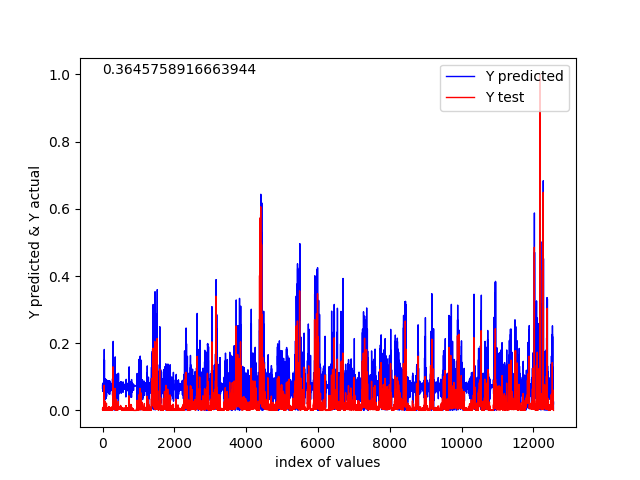 0.3645758916663944
Y predicted
Y test
1.0
0.8
0.6
0.4
0.2
0.0
Y predicted & Y actual
0 2000 4000 6000 8000 10000 12000
index of values